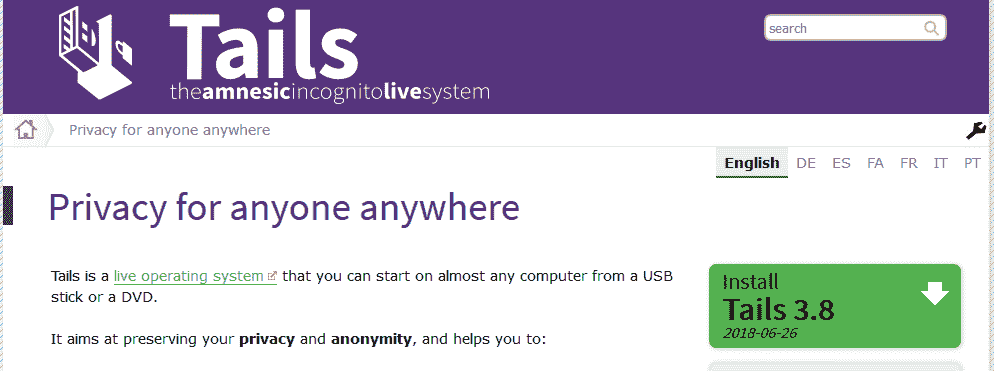 Tails
theamnesicincognitolivesystem
search
Privacy for anyone anywhere
English DE ES FA FR IT PT
Privacy for anyone anywhere
Tails is a live operating system that you can start on almost any computer from a USB
stick or a DVD.
It aims at preserving your privacy and anonymity, and helps you to:
Install
Tails 3.8
2018-06-26